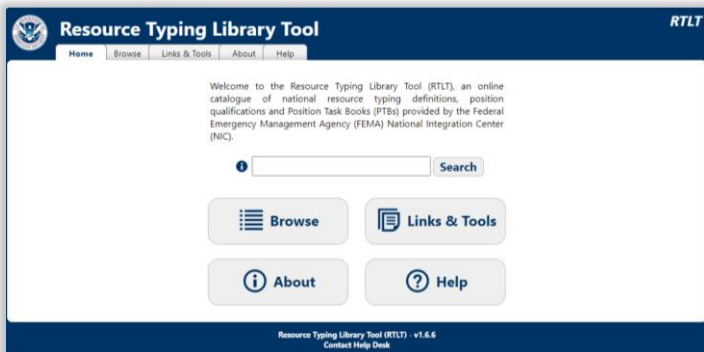 Resource Typing Library Tool
RTLT
Home
Browse
Links & Tools
About
Help
Welcome to the Resource Typing Library Tool (RTLT), an online
catalogue of national resource typing definitions, position
qualifications and Position Task Books (PTBs) provided by the Federal
Emergency Management Agency (FEMA) National Integration Center
(NIC).
Search
Browse
Links & Tools
About
Help
Resource Typing Library Tool (RTLT) - v1.6.6
Contact Help Desk